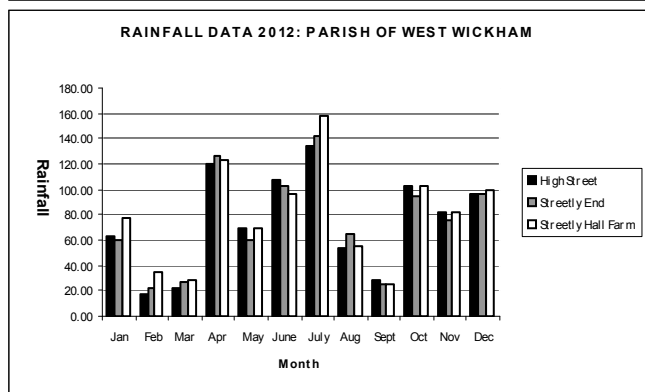 RAINFALL DATA 2012: PARISH OF WEST WICKHAM
180.00
160.00
140.00
120.00
100.00
80.00
60.00
40.00
20.00
0.00
Rainfall
Jan Feb Mar Apr May June July Aug Sept Oct Nov Dec
Month
High Street
Streetly End
Streetly Hall Farm